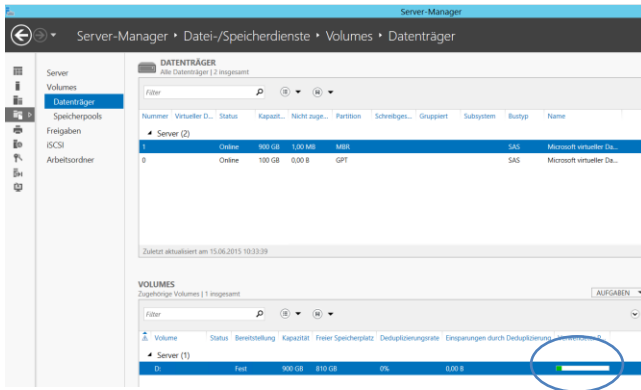 Server-Manager
Server-Manager ‣ Datei-/Speicherdienste ‣ Volumes ‣ Datenträger
Server
Volumes
Datenträger
Speicherpools
Freigaben
iSCSI
Arbeitsordner
DATENTRÄGER
Alle Datenträger | 2 insgesamt
Filter
Nummer Virtueller D... Status Kapazit... Nicht zuge... Partition Schreibges... Gruppiert Subsystem Bustyp Name
Server (2)
1 Online 900 GB 1,00 MB MBR SAS Microsoft virtueller Da...
0 Online 100 GB 0,00 B GPT SAS Microsoft virtueller Da...
Zuletzt aktualisiert am 15.06.2015 10:33:39
VOLUMES
Zugehörige Volumes | 1 insgesamt
AUFGABEN
Filter
Volume Status Bereitstellung Kapazität Freier Speicherplatz Deduplizierungsrate Einsparungen durch Deduplizierung
Server (1)
D: Fest 900 GB 810 GB 0% 0,00 B